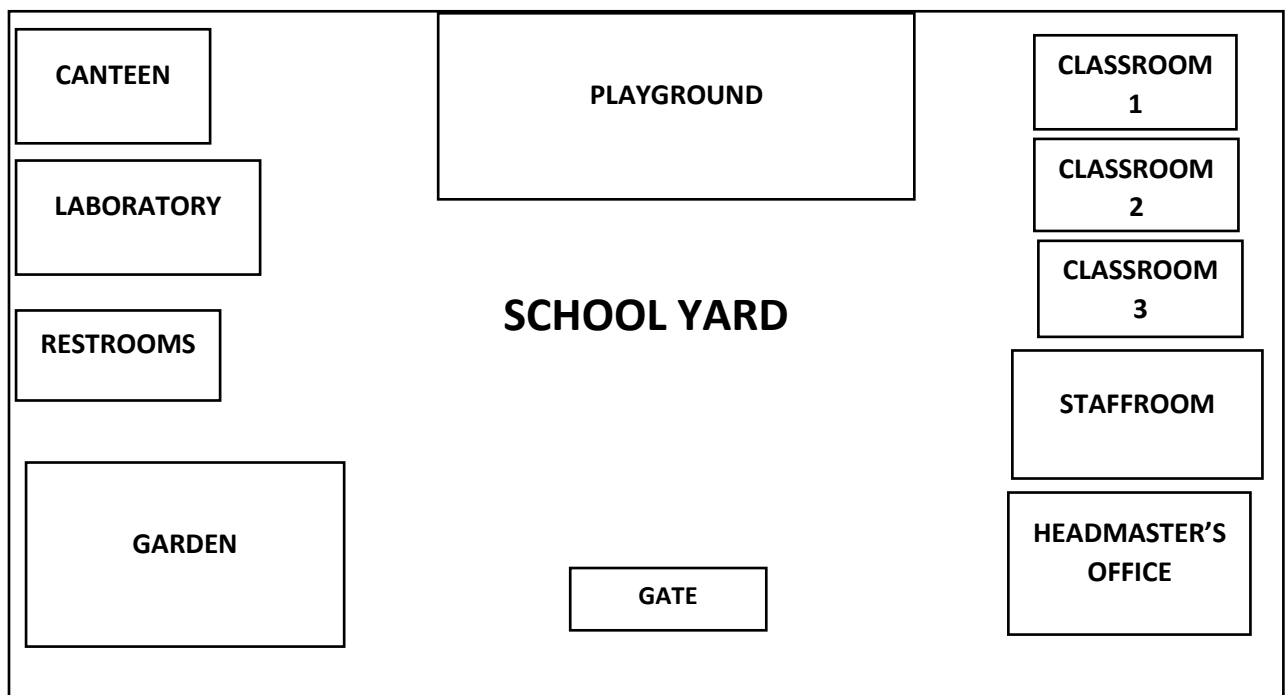 CANTEEN
PLAYGROUND
CLASSROOM
1
LABORATORY
CLASSROOM
2
CLASSROOM
3
SCHOOL YARD
RESTROOMS
STAFFROOM
GARDEN
HEADMASTER’S
OFFICE
GATE